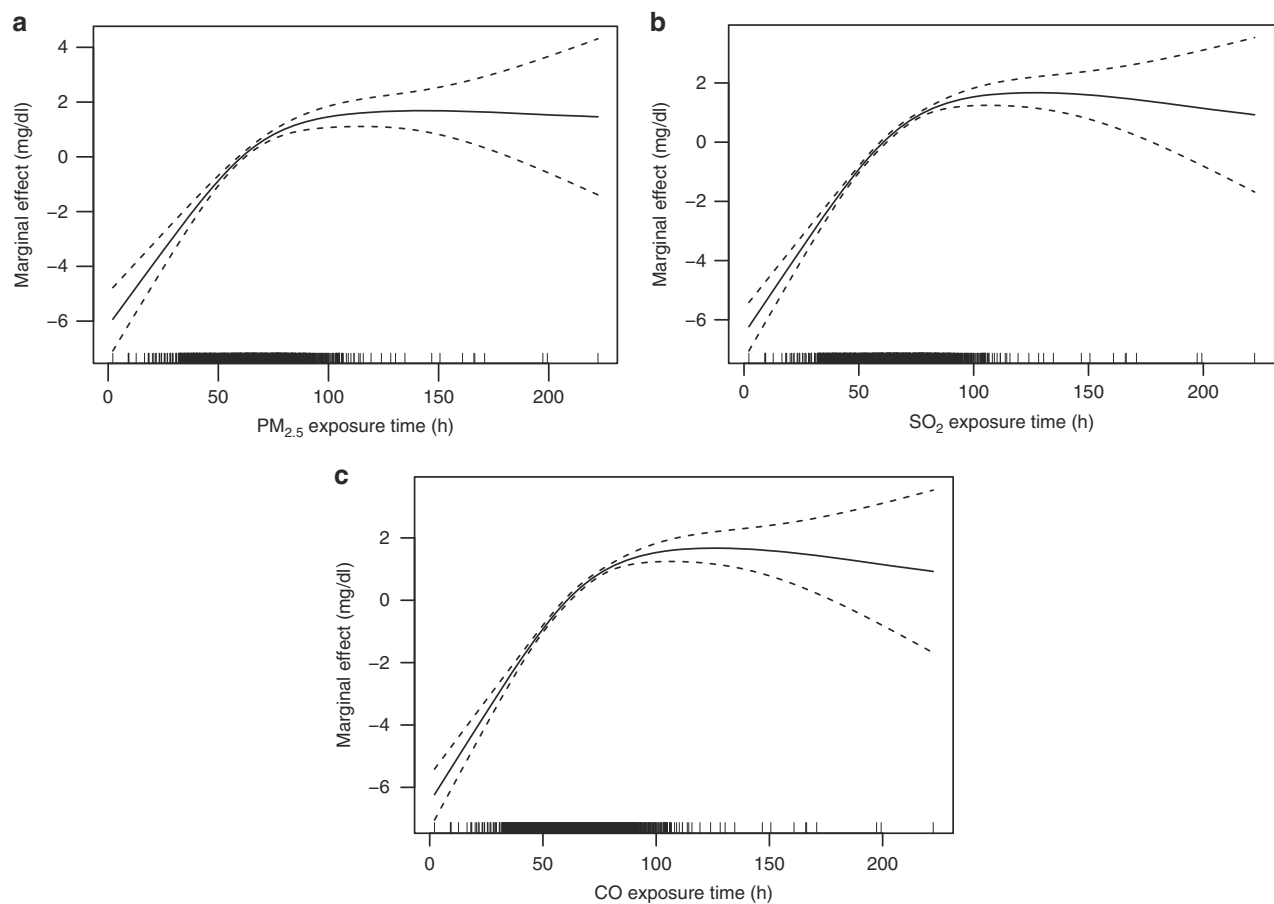 a
4
2
0
−2
−4
−6
Marginal effect (mg/dl)
0 50 100 150 200
PM2.5 exposure time (h)
b
2
0
−2
−4
−6
Marginal effect (mg/dl)
0 50 100 150 200
SO2 exposure time (h)
c
2
0
−2
−4
−6
Marginal effect (mg/dl)
0 50 100 150 200
CO exposure time (h)